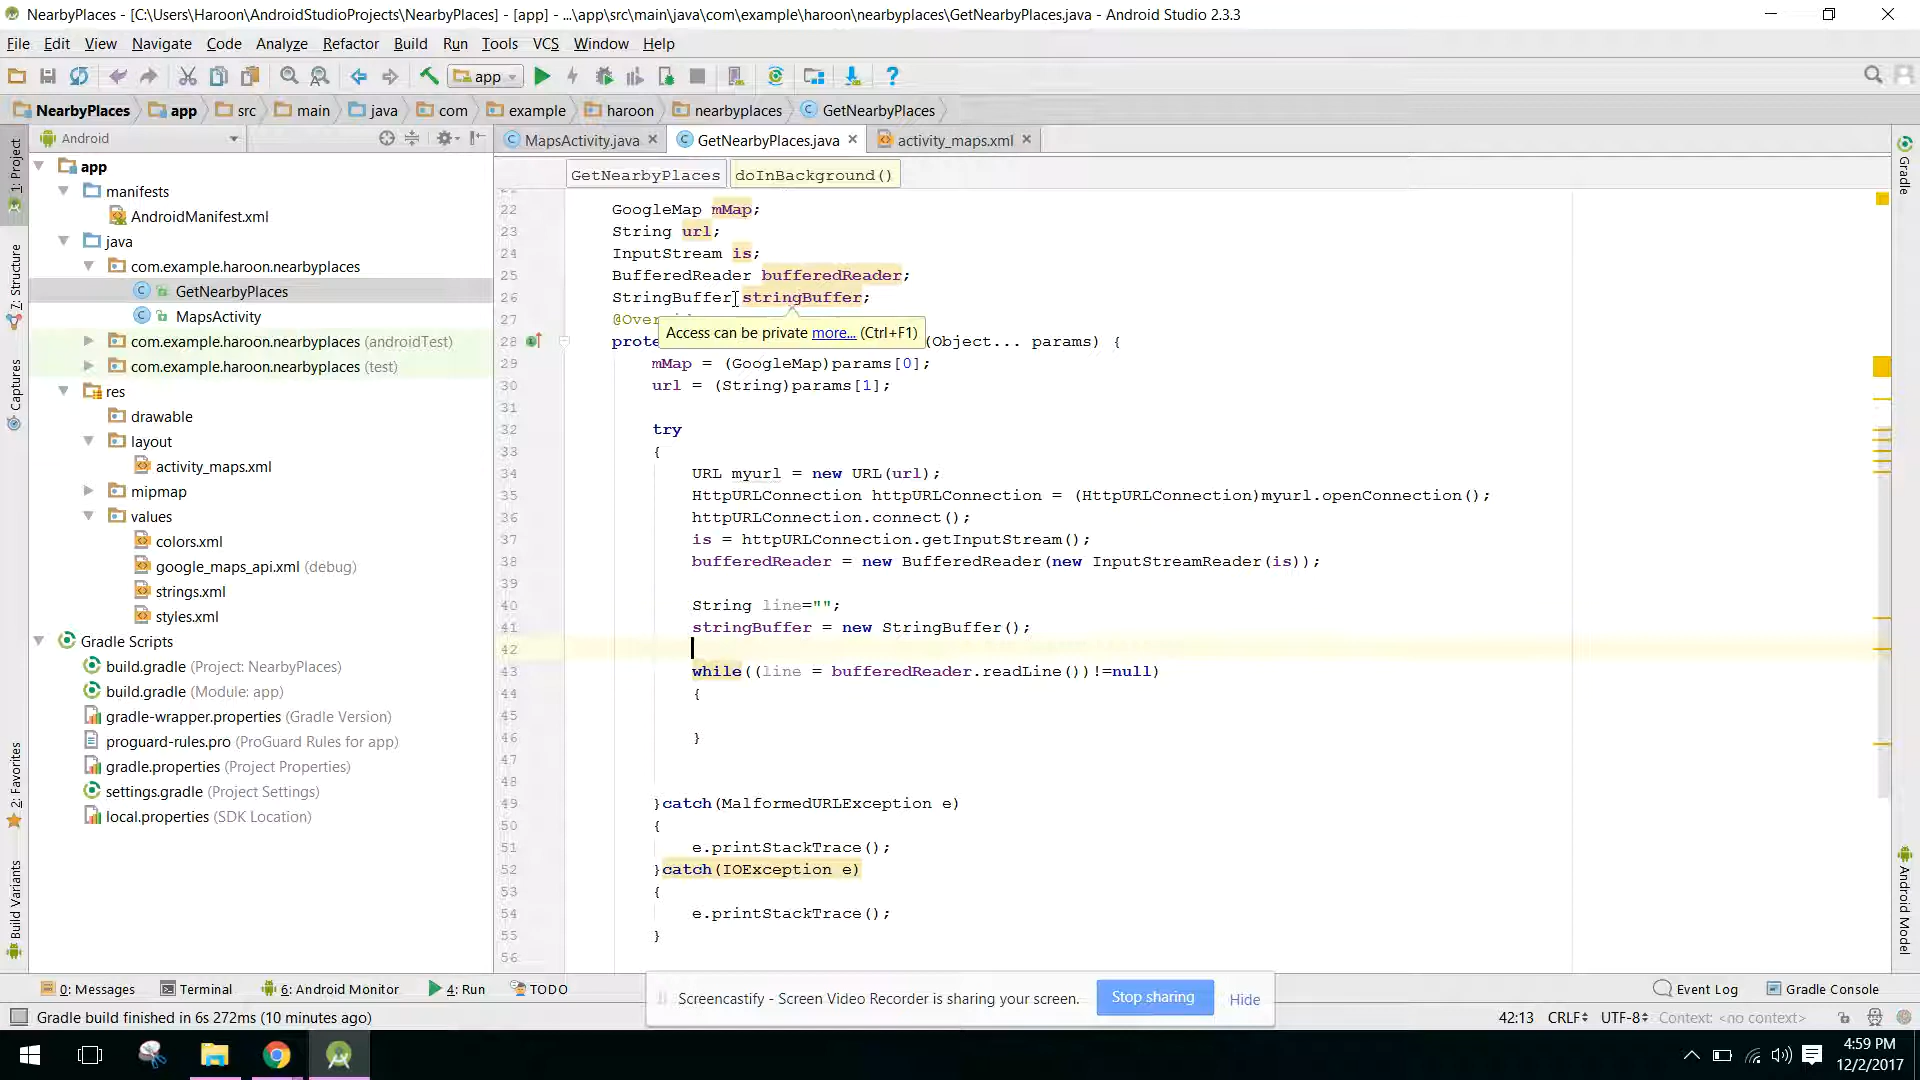 NearbyPlaces - [C:\Users\Haroon\AndroidStudioProjects\NearbyPlaces] - [app] - ...\app\src\main\java\com\example\haroon\nearbyplaces\GetNearbyPlaces.java - Android Studio 2.3.3
File Edit View Navigate Code Analyze Refactor Build Run Tools VCS Window Help
app
NearbyPlaces app src main java com example haroon nearbyplaces GetNearbyPlaces
Android
MapsActivity.java GetNearbyPlaces.java activity_maps.xml
GetNearbyPlaces doInBackground()
1: Project
7: Structure
Captures
2: Favorites
Build Variants
app
manifests
AndroidManifest.xml
java
com.example.haroon.nearbyplaces
GetNearbyPlaces
MapsActivity
com.example.haroon.nearbyplaces (androidTest)
com.example.haroon.nearbyplaces (test)
res
drawable
layout
activity_maps.xml
mipmap
values
colors.xml
google_maps_api.xml (debug)
strings.xml
styles.xml
Gradle Scripts
build.gradle (Project: NearbyPlaces)
build.gradle (Module: app)
gradle-wrapper.properties (Gradle Version)
proguard-rules.pro (ProGuard Rules for app)
gradle.properties (Project Properties)
settings.gradle (Project Settings)
local.properties (SDK Location)
22 GoogleMap mMap;
23 String url;
24 InputStream is;
25 BufferedReader bufferedReader;
26 StringBuffer stringBuffer;
27
Access can be private more... (Ctrl+F1)
28 (Object... params) {
29 mMap = (GoogleMap)params[0];
30 url = (String)params[1];
31
32 try
33 {
34 URL myurl = new URL(url);
35 HttpURLConnection httpURLConnection = (HttpURLConnection)myurl.openConnection();
36 httpURLConnection.connect();
37 is = httpURLConnection.getInputStream();
38 bufferedReader = new BufferedReader(new InputStreamReader(is));
39
40 String line="";
41 stringBuffer = new StringBuffer();
42
43 while((line = bufferedReader.readLine())!=null)
44 {
45
46 }
47
48
49 }catch(MalformedURLException e)
50 {
51 e.printStackTrace();
52 }catch(IOException e)
53 {
54 e.printStackTrace();
55 }
56
Gradle
Android Model
0: Messages Terminal 6: Android Monitor 4: Run TODO Event Log Gradle Console
Screencastify - Screen Video Recorder is sharing your screen. Stop sharing Hide
Gradle build finished in 6s 272ms (10 minutes ago) 42:13 CRLF UTF-8 Context: <no context>
4:59 PM
12/2/2017